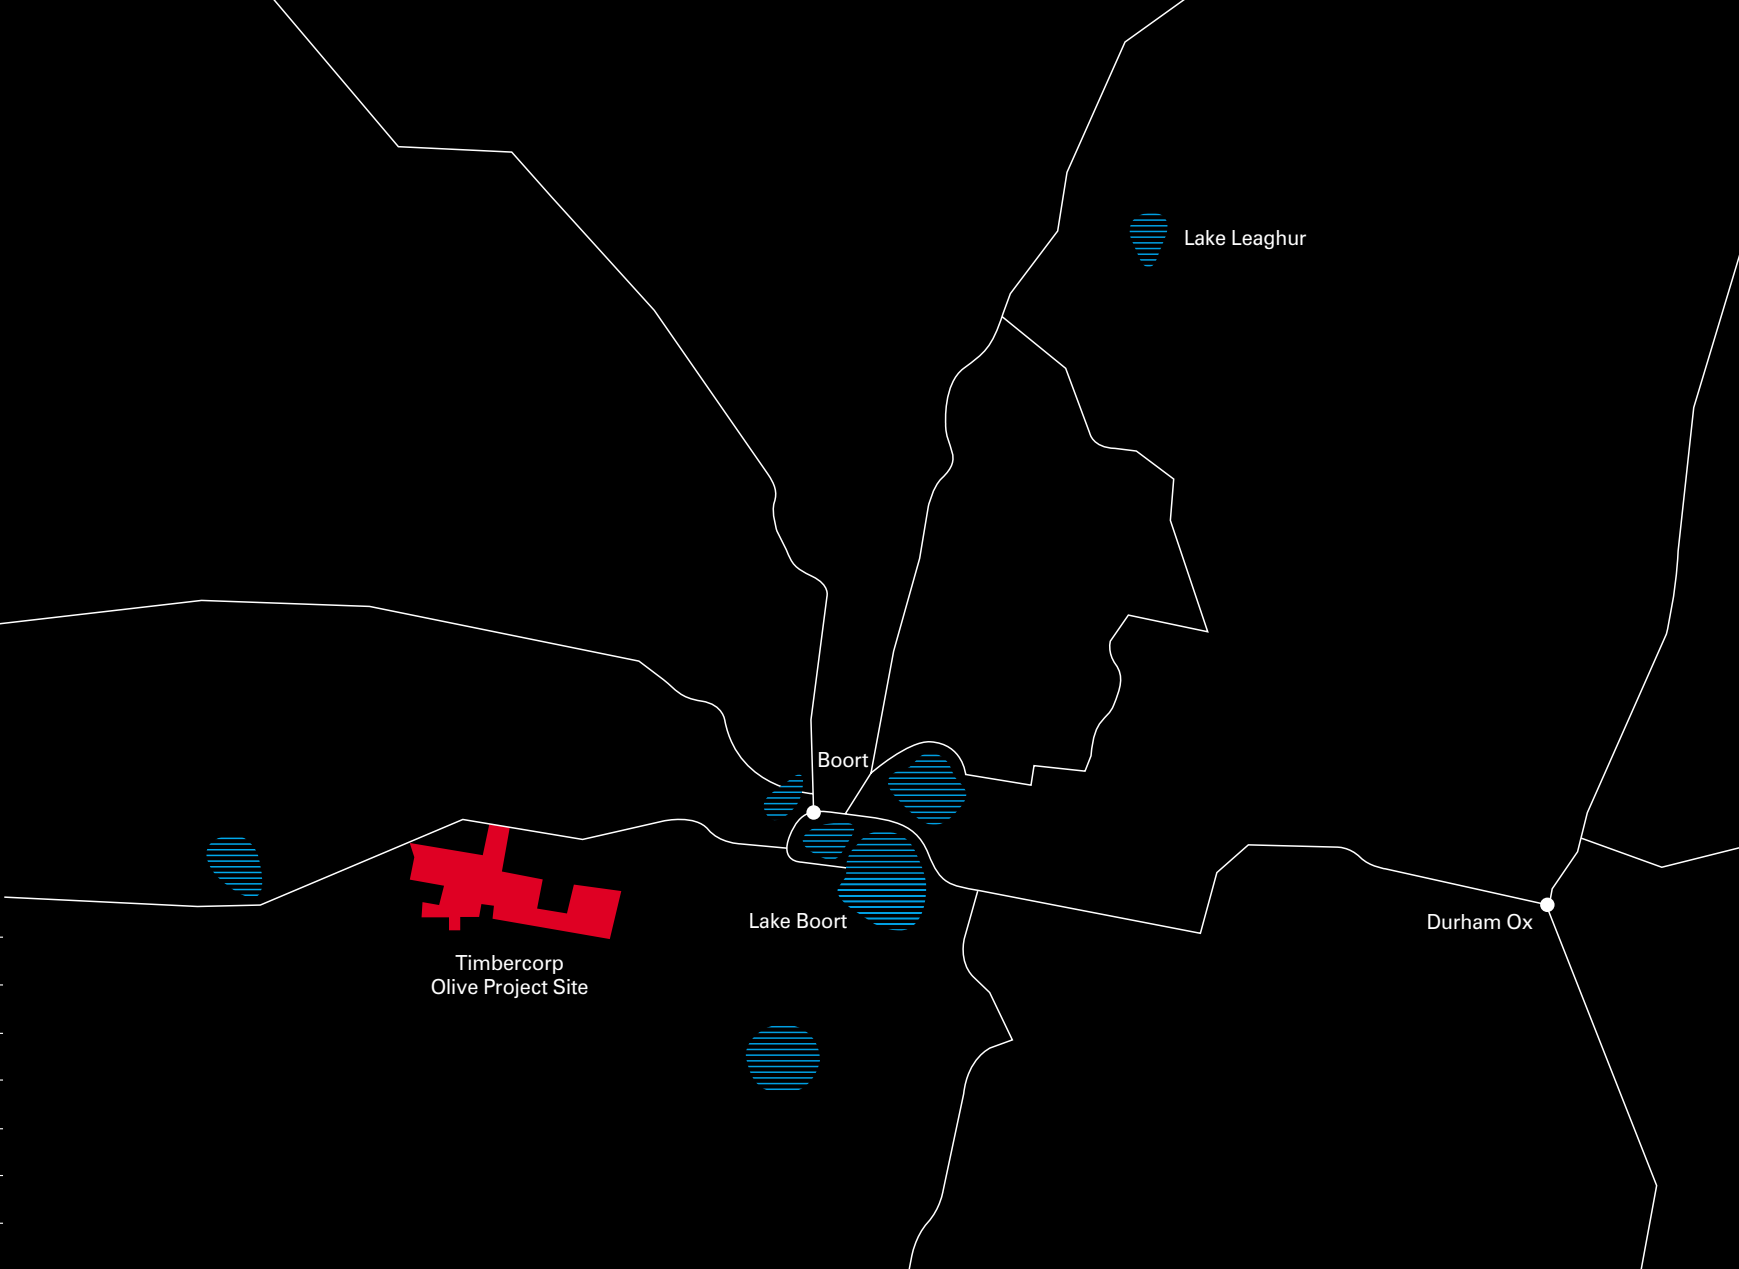 Lake Leaghur
Boort
Lake Boort
Durham Ox
Timbercorp
Olive Project Site